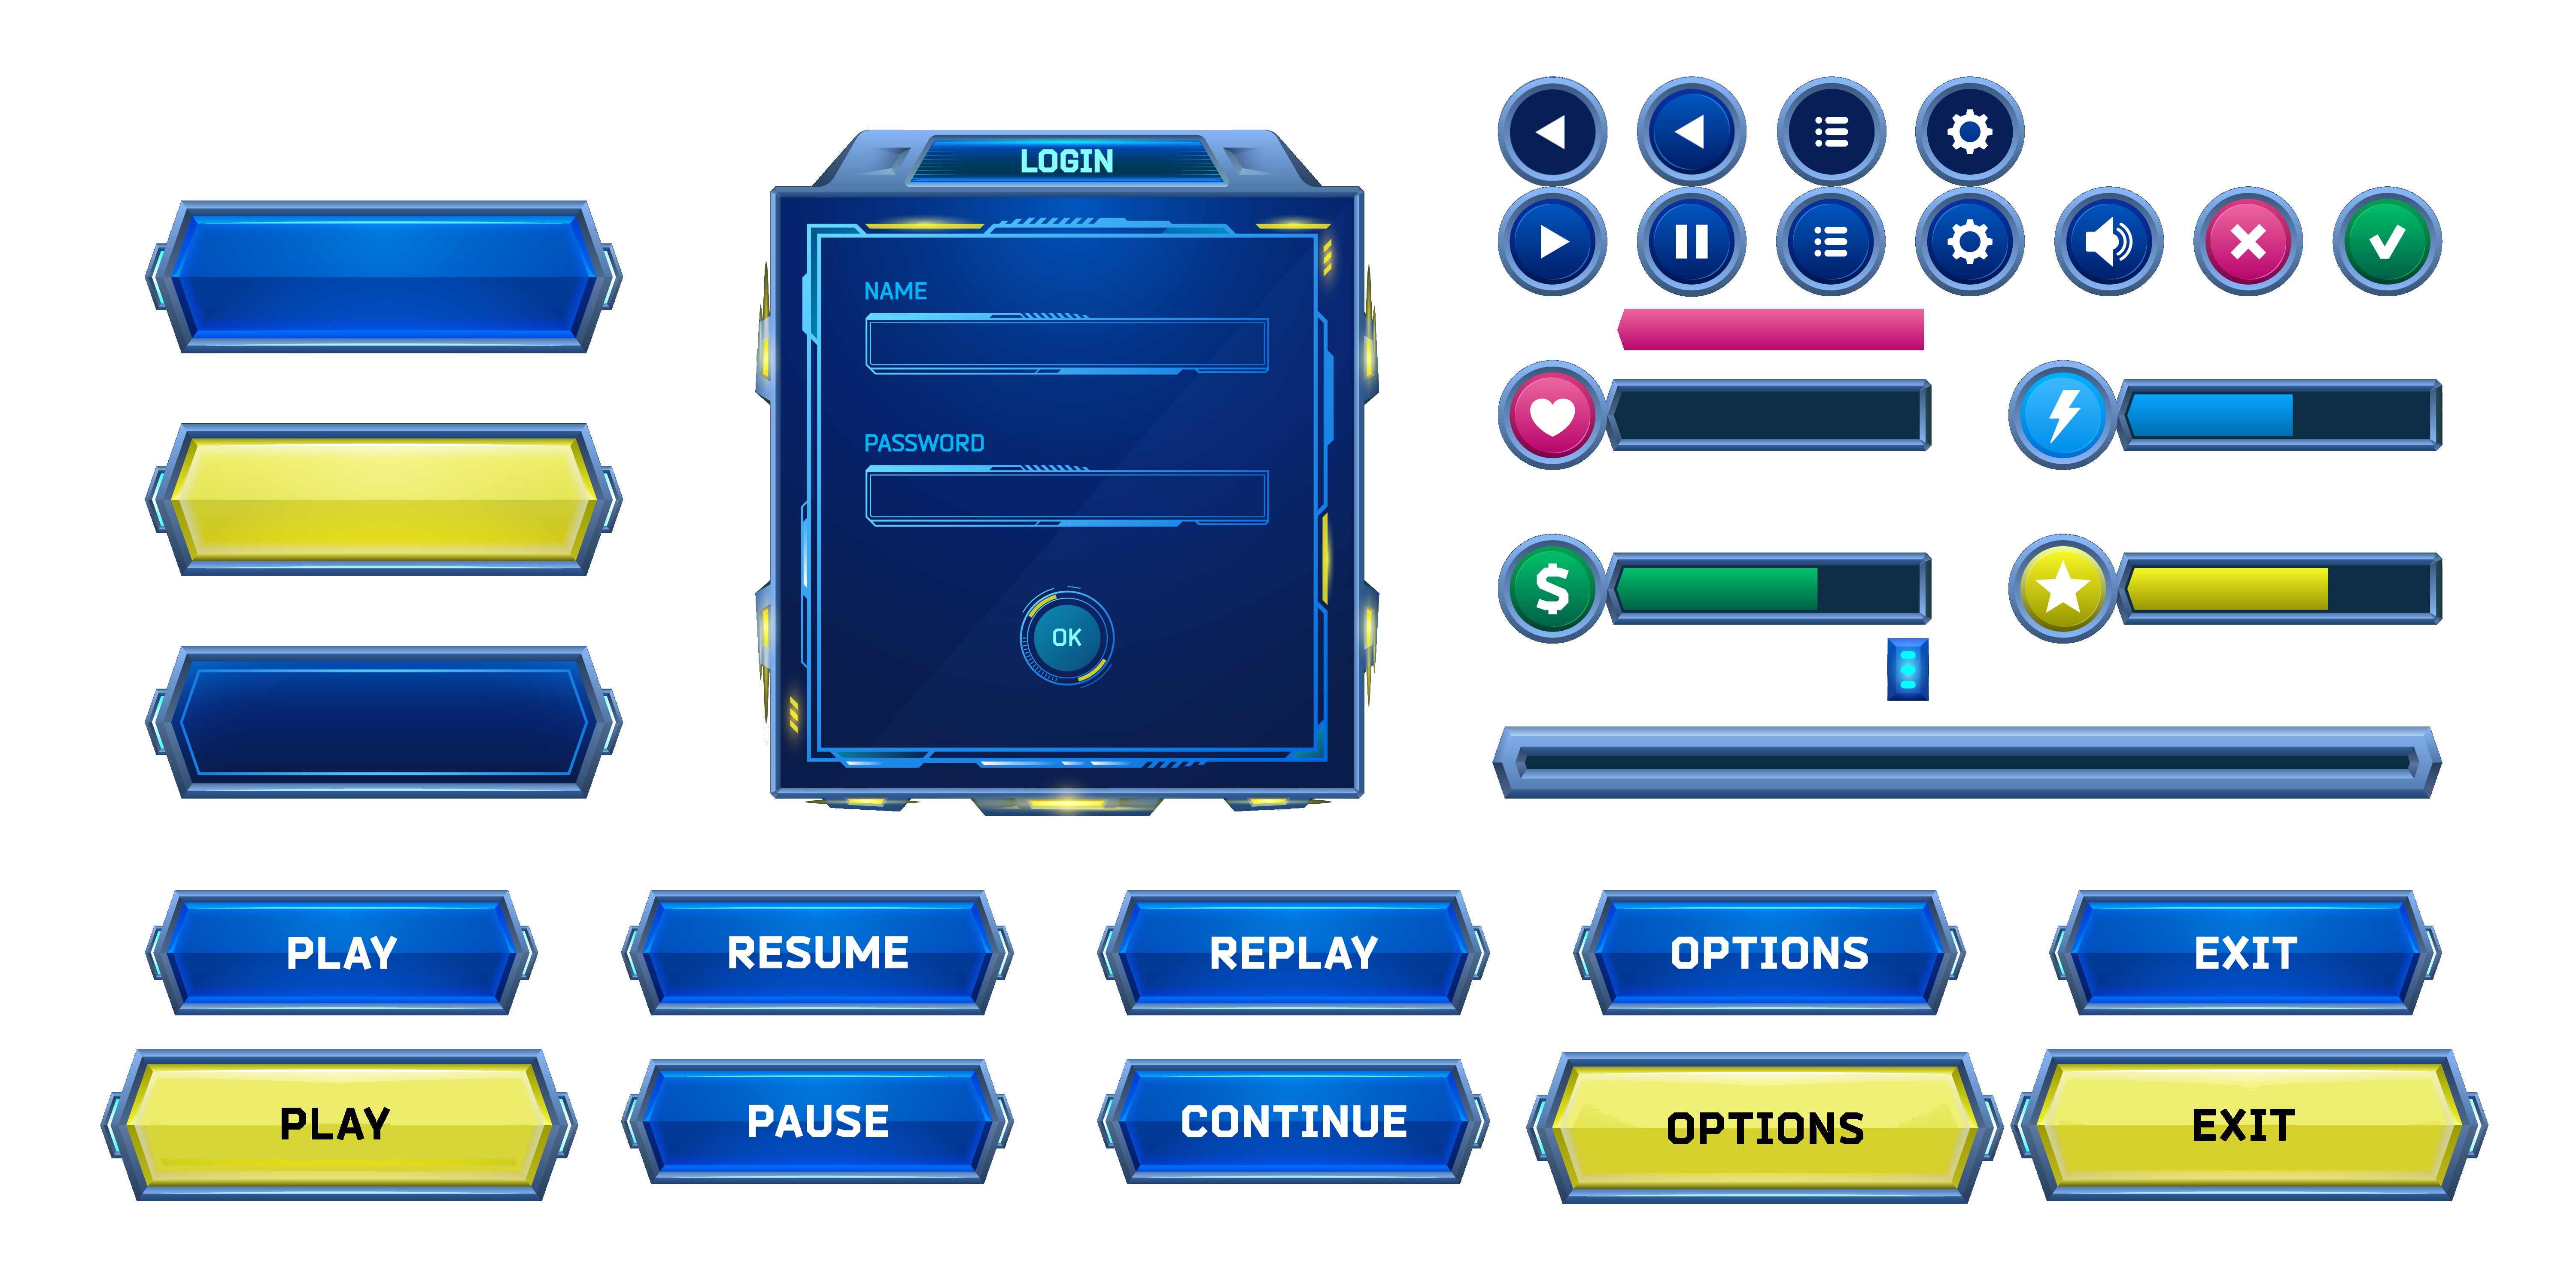 LOGIN
NAME
PASSWORD
OK
$
PLAY
RESUME
REPLAY
OPTIONS
EXIT
PLAY
PAUSE
CONTINUE
OPTIONS
EXIT